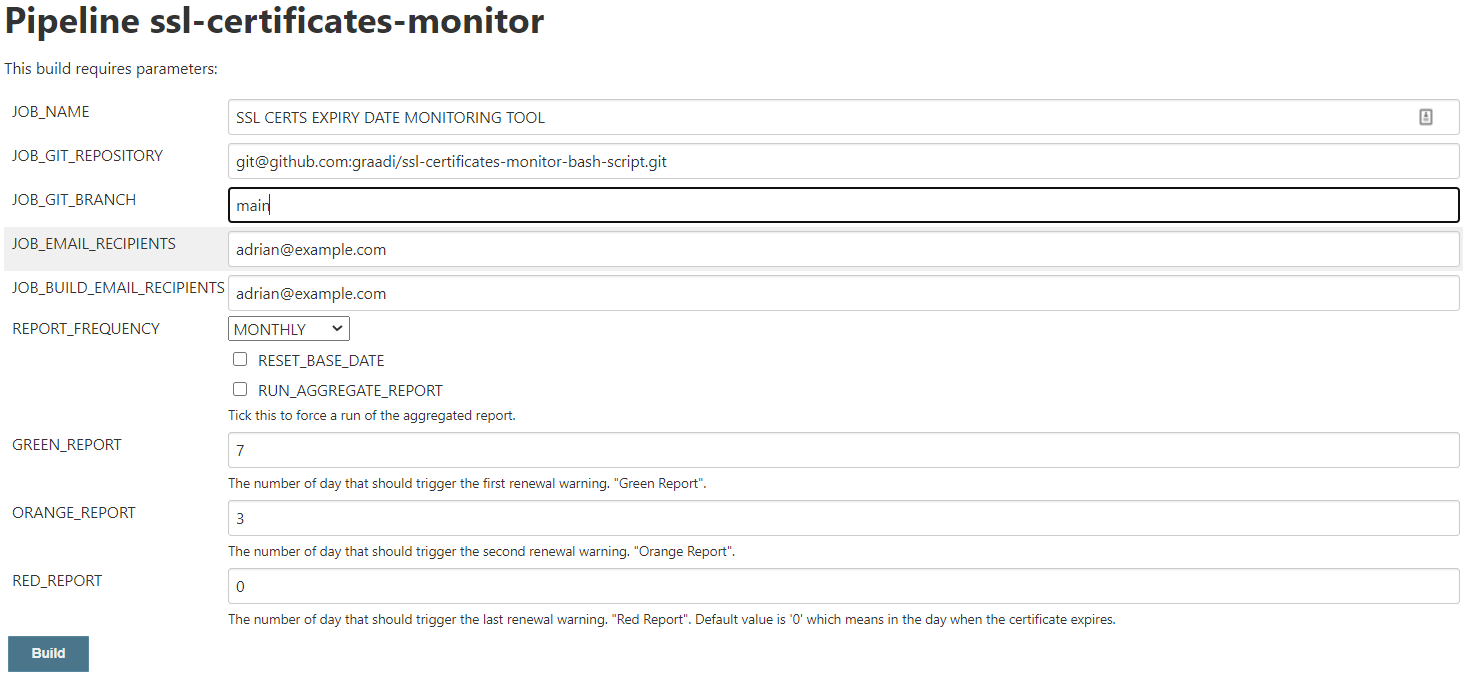 Pipeline ssl-certificates-monitor
This build requires parameters:
JOB_NAME
SSL CERTS EXPIRY DATE MONITORING TOOL
JOB_GIT_REPOSITORY
git@github.com:graadi/ssl-certificates-monitor-bash-script.git
JOB_GIT_BRANCH
main
JOB_EMAIL_RECIPIENTS
adrian@example.com
JOB_BUILD_EMAIL_RECIPIENTS
adrian@example.com
REPORT_FREQUENCY
MONTHLY
RESET_BASE_DATE
RUN_AGGREGATE_REPORT
Tick this to force a run of the aggregated report.
GREEN_REPORT
7
The number of day that should trigger the first renewal warning. "Green Report".
ORANGE_REPORT
3
The number of day that should trigger the second renewal warning. "Orange Report".
RED_REPORT
0
The number of day that should trigger the last renewal warning. "Red Report". Default value is '0' which means in the day when the certificate expires.
Build